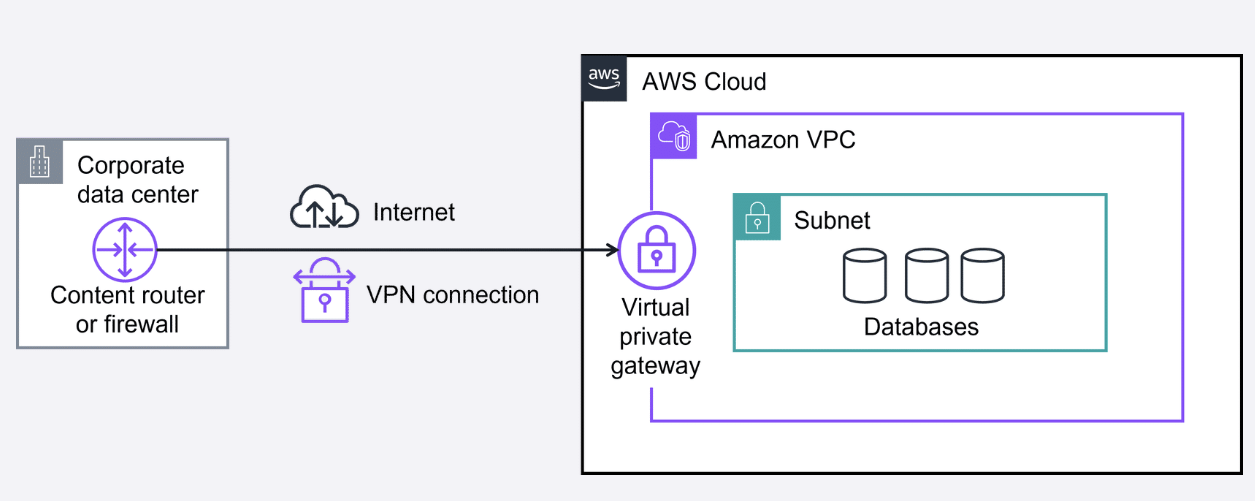 aws
AWS Cloud
Amazon VPC
Corporate
data center
Internet
Subnet
Content router
or firewall
VPN connection
Virtual
private
gateway
Databases